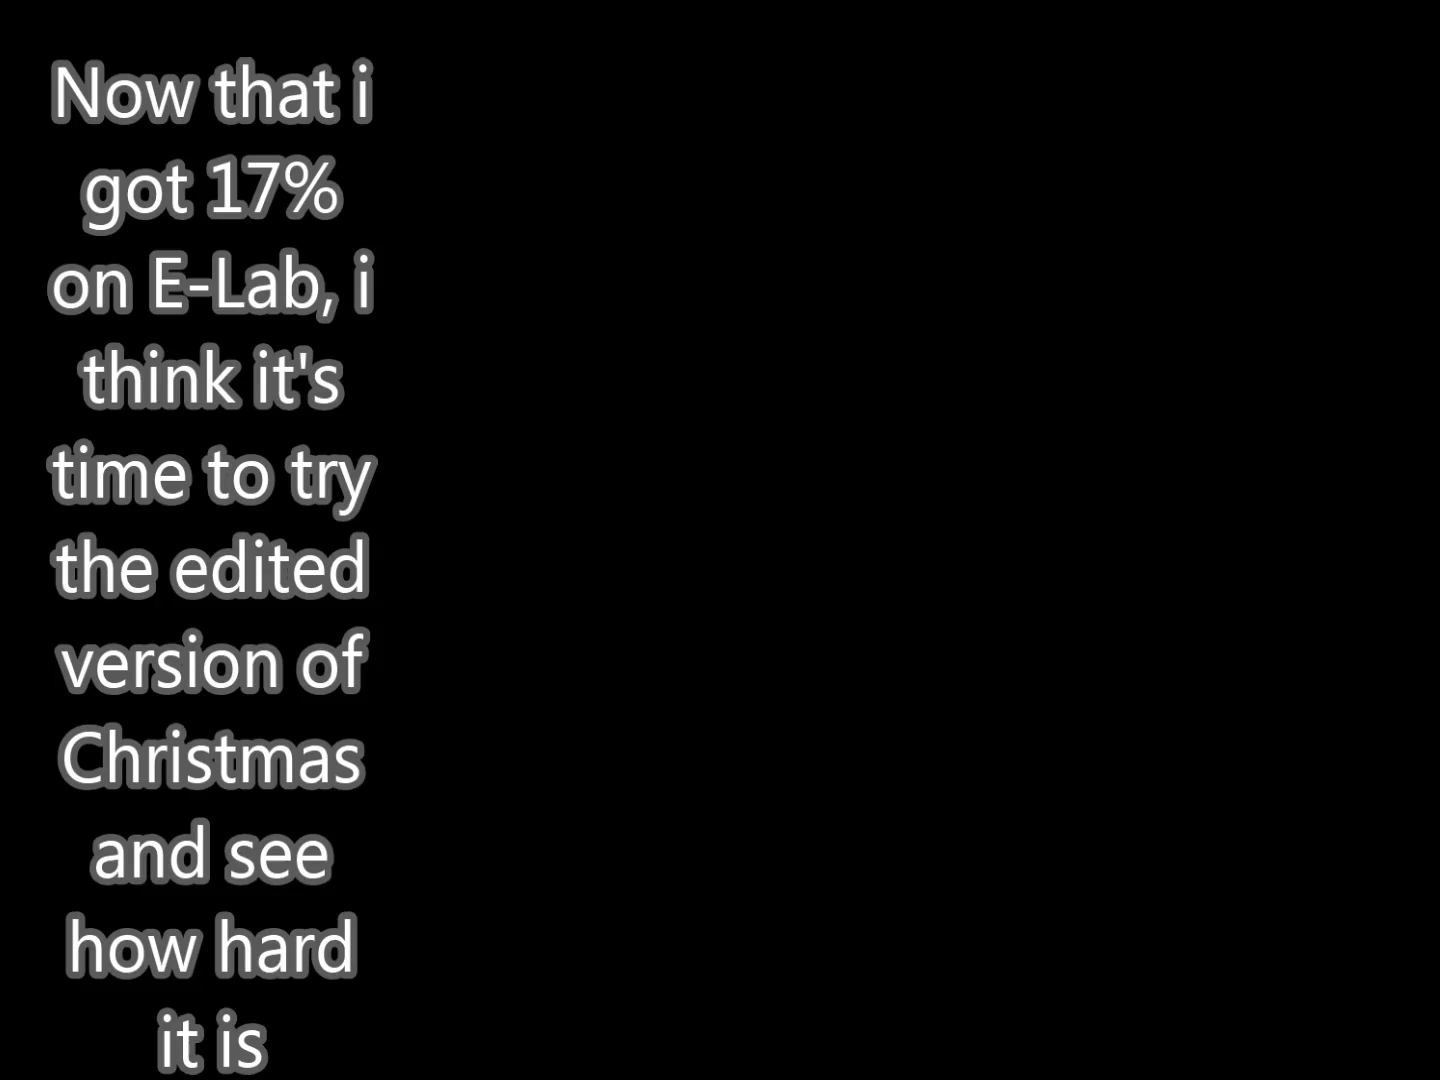 Now that i
got 17%
on E-Lab, i
think it's
time to try
the edited
version of
Christmas
and see
how hard
it is